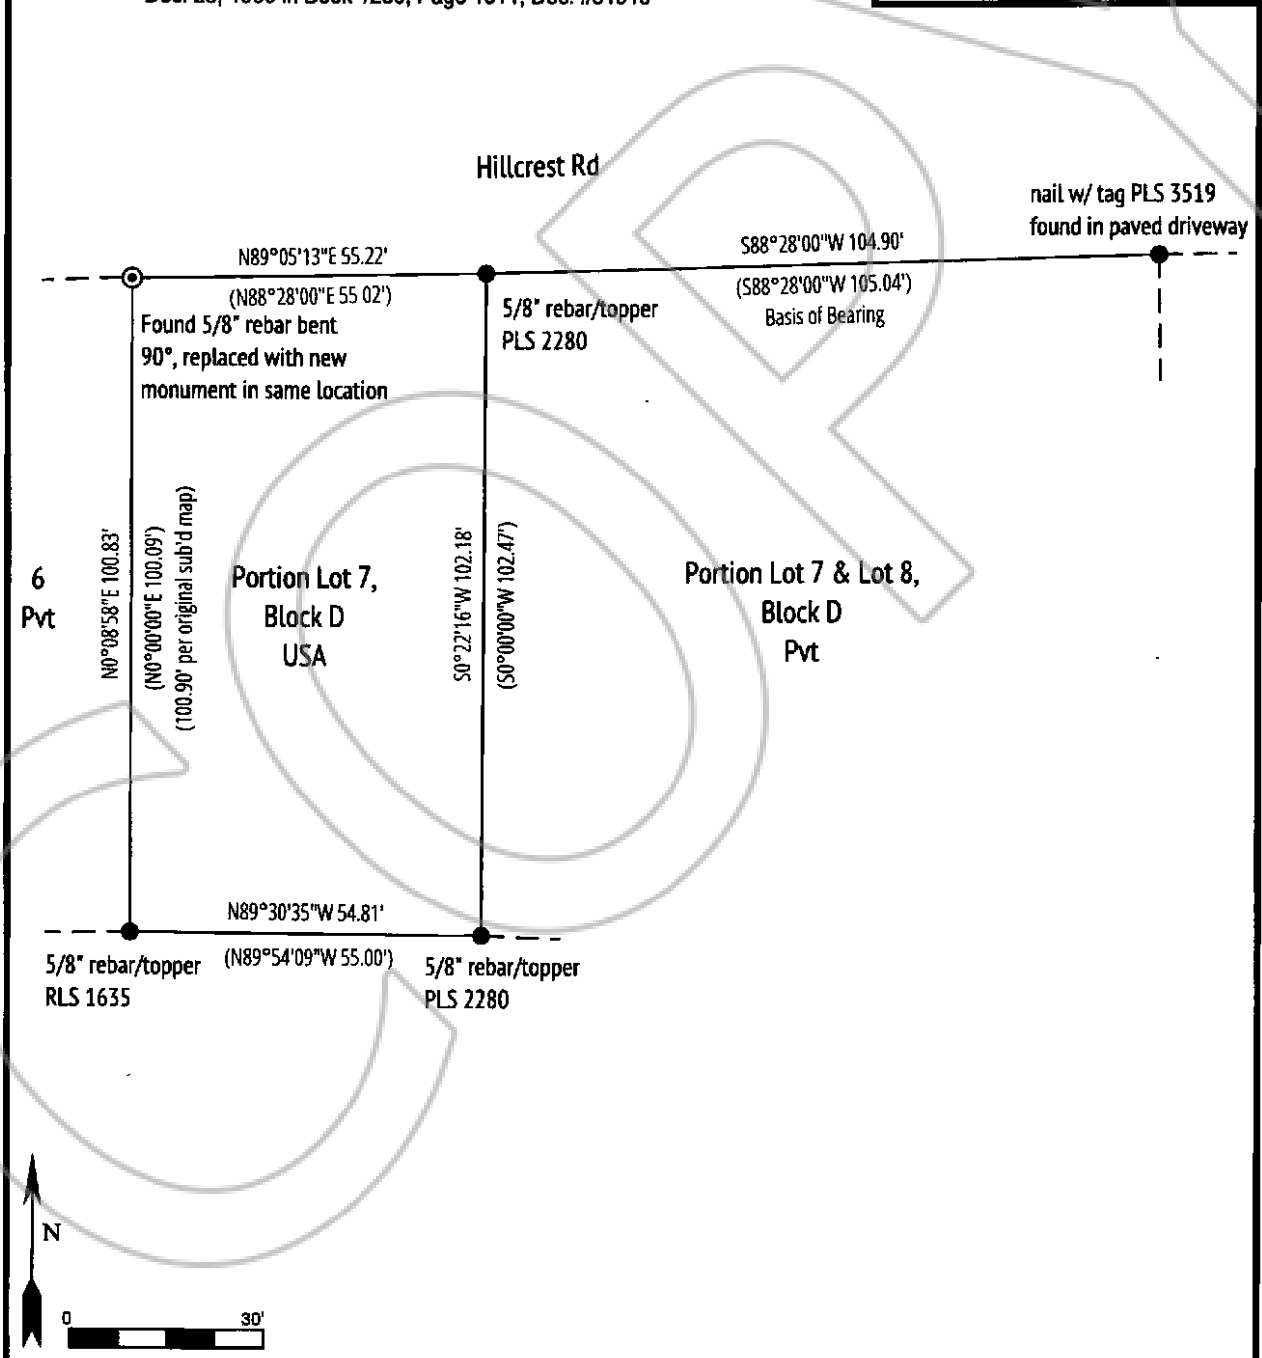 Hillcrest Rd
nail w/ tag PLS 3519
found in paved driveway
N89°05'13"E 55.22'
(N88°28'00"E 55 02')
S88°28'00"W 104.90'
(S88°28'00"W 105.04')
Basis of Bearing
5/8" rebar/topper
PLS 2280
Found 5/8" rebar bent
90°, replaced with new
monument in same location
6
Pvt
N0°08'58"E 100.83'
(N0°00'00"E 100.09')
(100.90' per original sub'd map)
Portion Lot 7,
Block D
USA
S0°22'16"W 102.18'
(S0°00'00"W 102.47')
Portion Lot 7 & Lot 8,
Block D
Pvt
N89°30'35"W 54.81'
(N89°54'09"W 55.00')
5/8" rebar/topper
RLS 1635
5/8" rebar/topper
PLS 2280
N
0 30'
COP